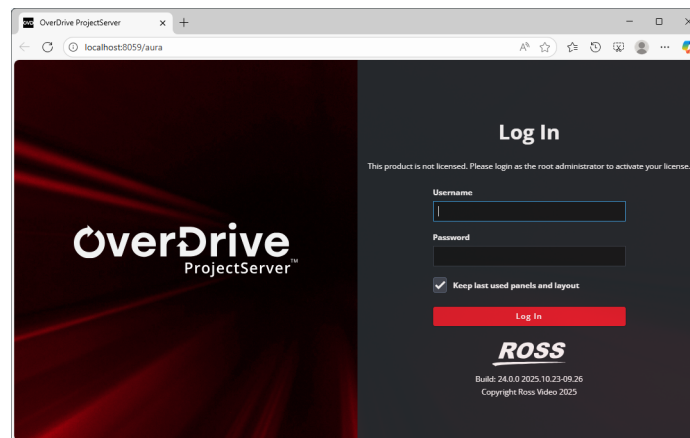 OverDrive ProjectServer
localhost:8059/aura
Log In
This product is not licensed. Please login as the root administrator to activate your license.
Username
Password
OverDrive
ProjectServer™
Keep last used panels and layout
Log In
ROSS
Build: 24.0.0 2025.10.23-09.26
Copyright Ross Video 2025